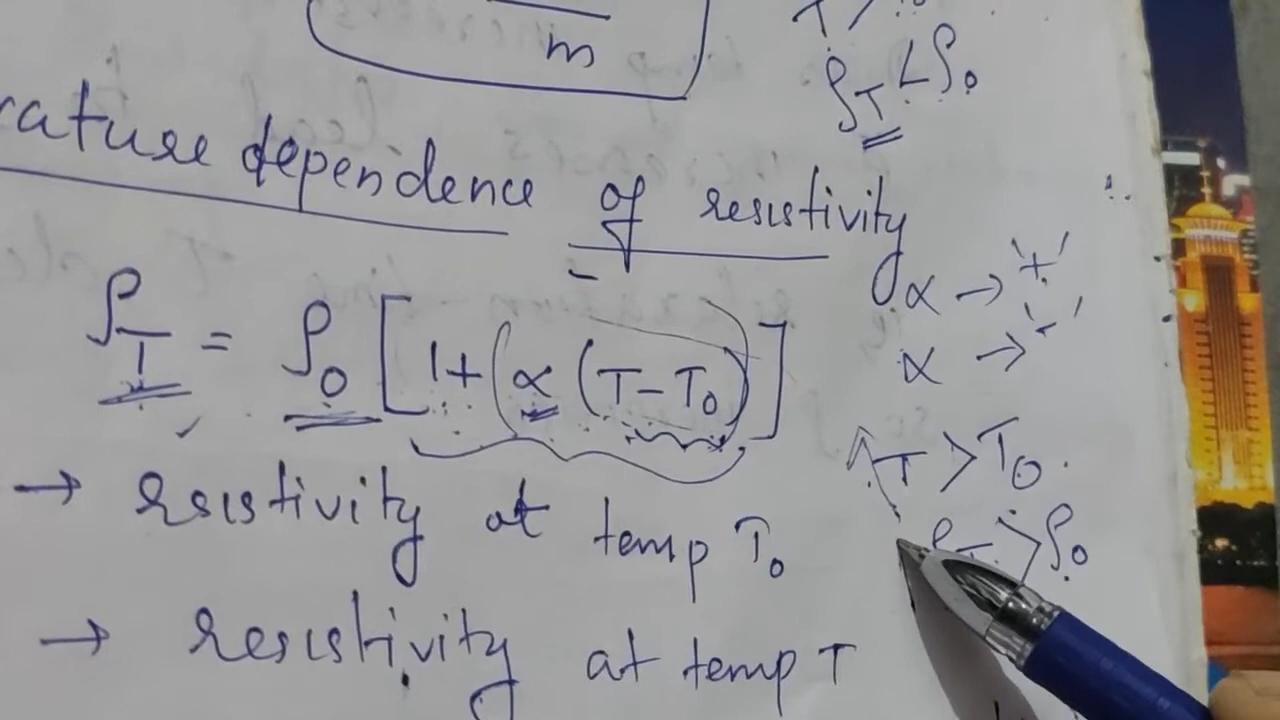 m
T >
ρT < ρ0
rature dependence of resistivity
α → '+'
α → '-'
ρT = ρ0 [1+(α (T-T0)]
T > T0
→ resistivity at temp T0
ρT > ρ0
→ resistivity at temp T